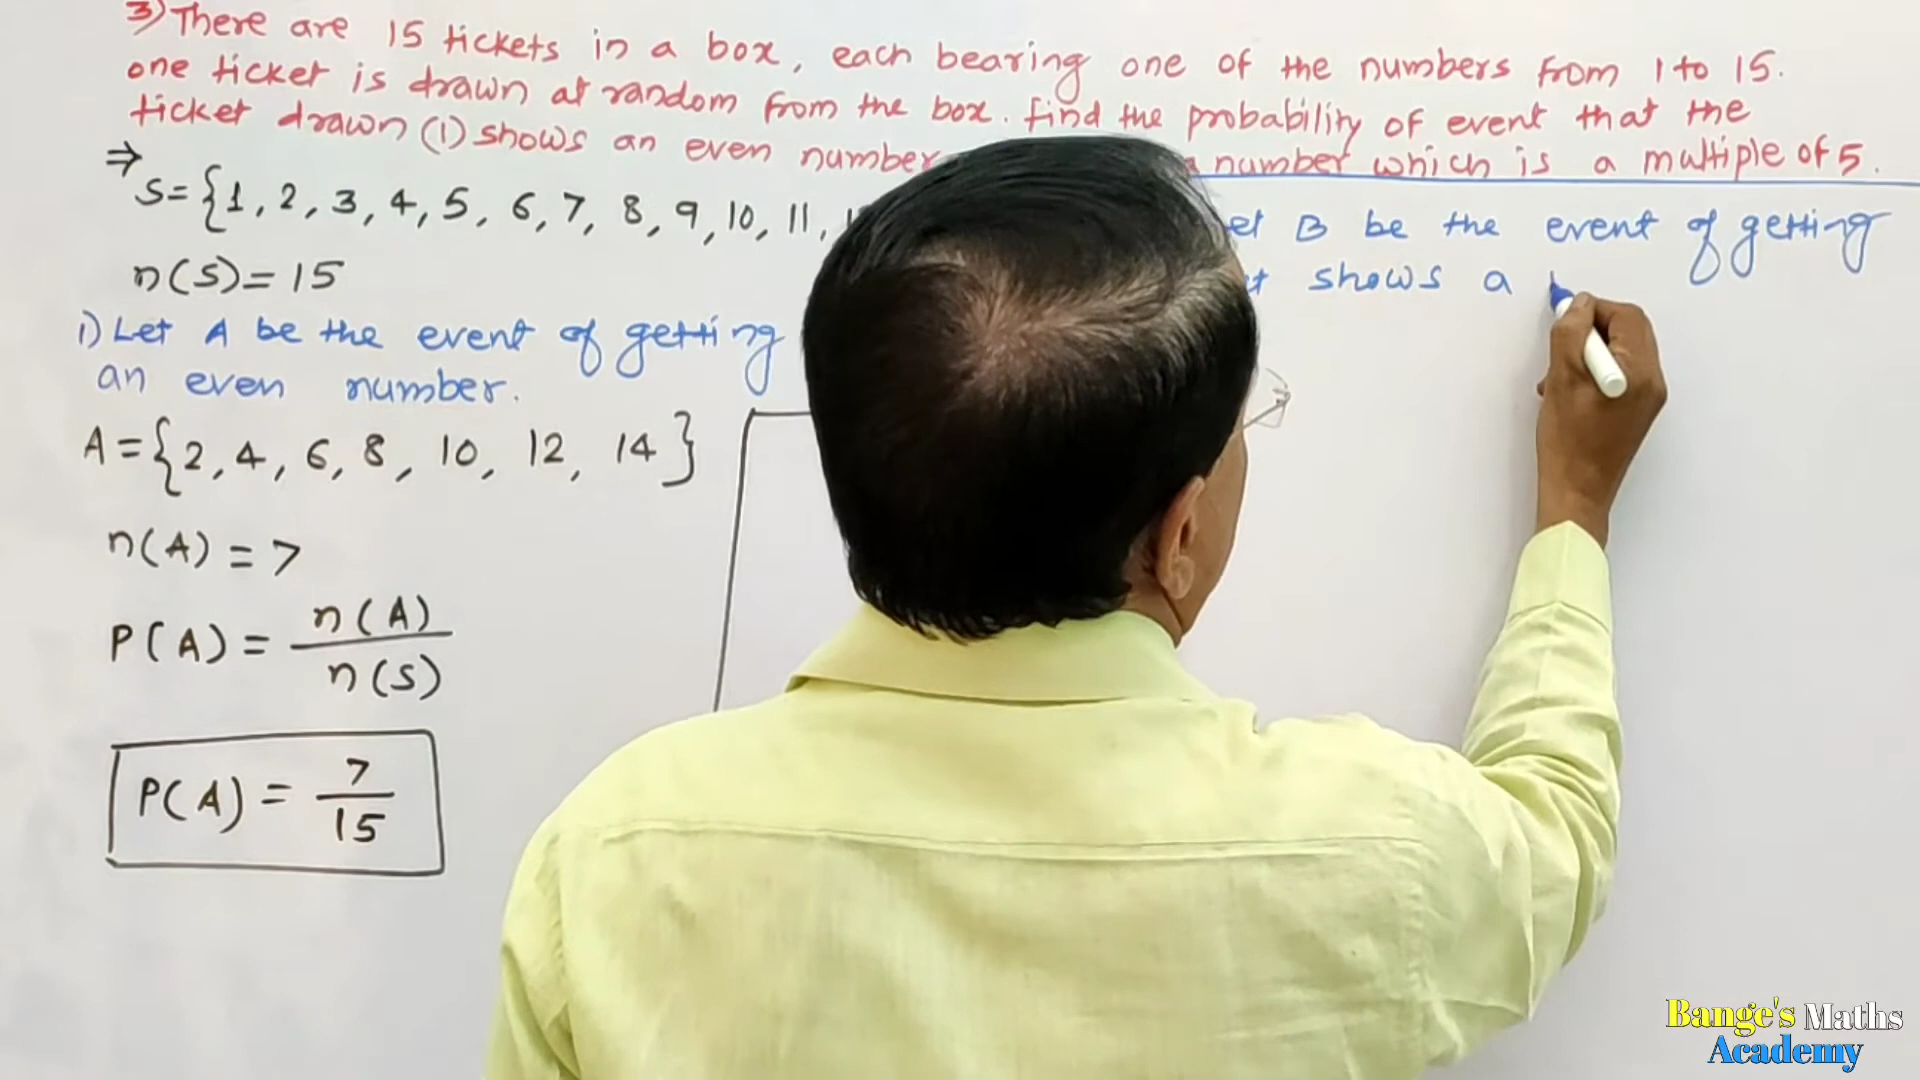 3) There are 15 tickets in a box, each bearing one of the numbers from 1 to 15.
one ticket is drawn at random from the box. find the probability of event that the
ticket drawn (1) shows an even number number which is a multiple of 5.
⇒ S={1, 2, 3, 4, 5, 6, 7, 8, 9, 10, 11,
n(S)= 15
1) Let A be the event of getting
an even number.
A={2, 4, 6, 8, 10, 12, 14}
n(A) = 7
P(A) = n(A) / n(S)
P(A) = 7 / 15
B be the event of getting
shows a
Bange's Maths
Academy